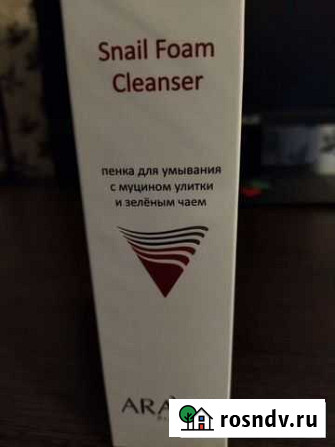 Snail Foam
Cleanser
пенка для умывания
с муцином улитки
и зелёным чаем
rosndv.ru